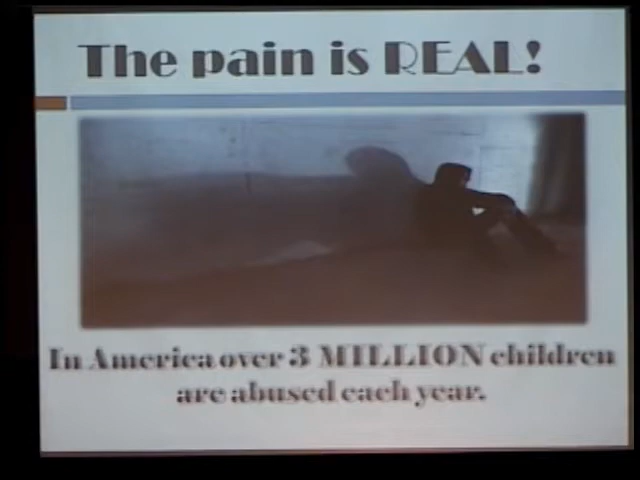 The pain is REAL!
In America over 3 MILLION children
are abused each year.